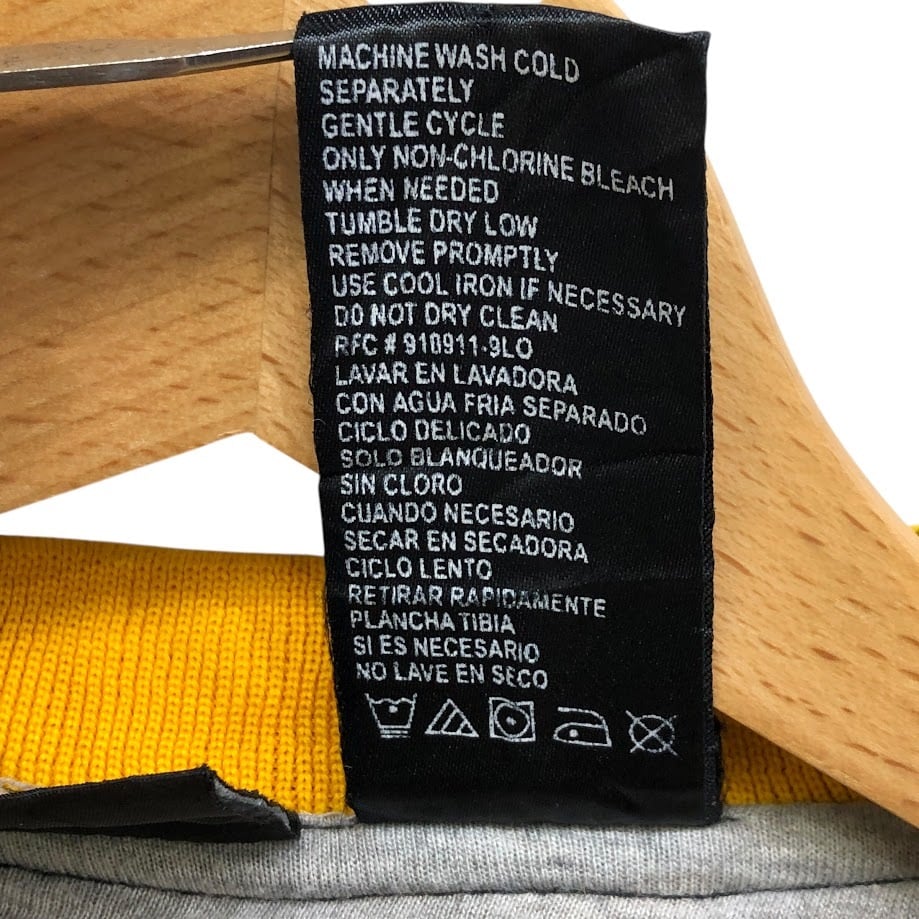 MACHINE WASH COLD
SEPARATELY
GENTLE CYCLE
ONLY NON-CHLORINE BLEACH
WHEN NEEDED
TUMBLE DRY LOW
REMOVE PROMPTLY
USE COOL IRON IF NECESSARY
DO NOT DRY CLEAN
RFC # 910911-9LO
LAVAR EN LAVADORA
CON AGUA FRIA SEPARADO
CICLO DELICADO
SOLO BLANQUEADOR
SIN CLORO
CUANDO NECESARIO
SECAR EN SECADORA
CICLO LENTO
RETIRAR RAPIDAMENTE
PLANCHA TIBIA
SI ES NECESARIO
NO LAVE EN SECO